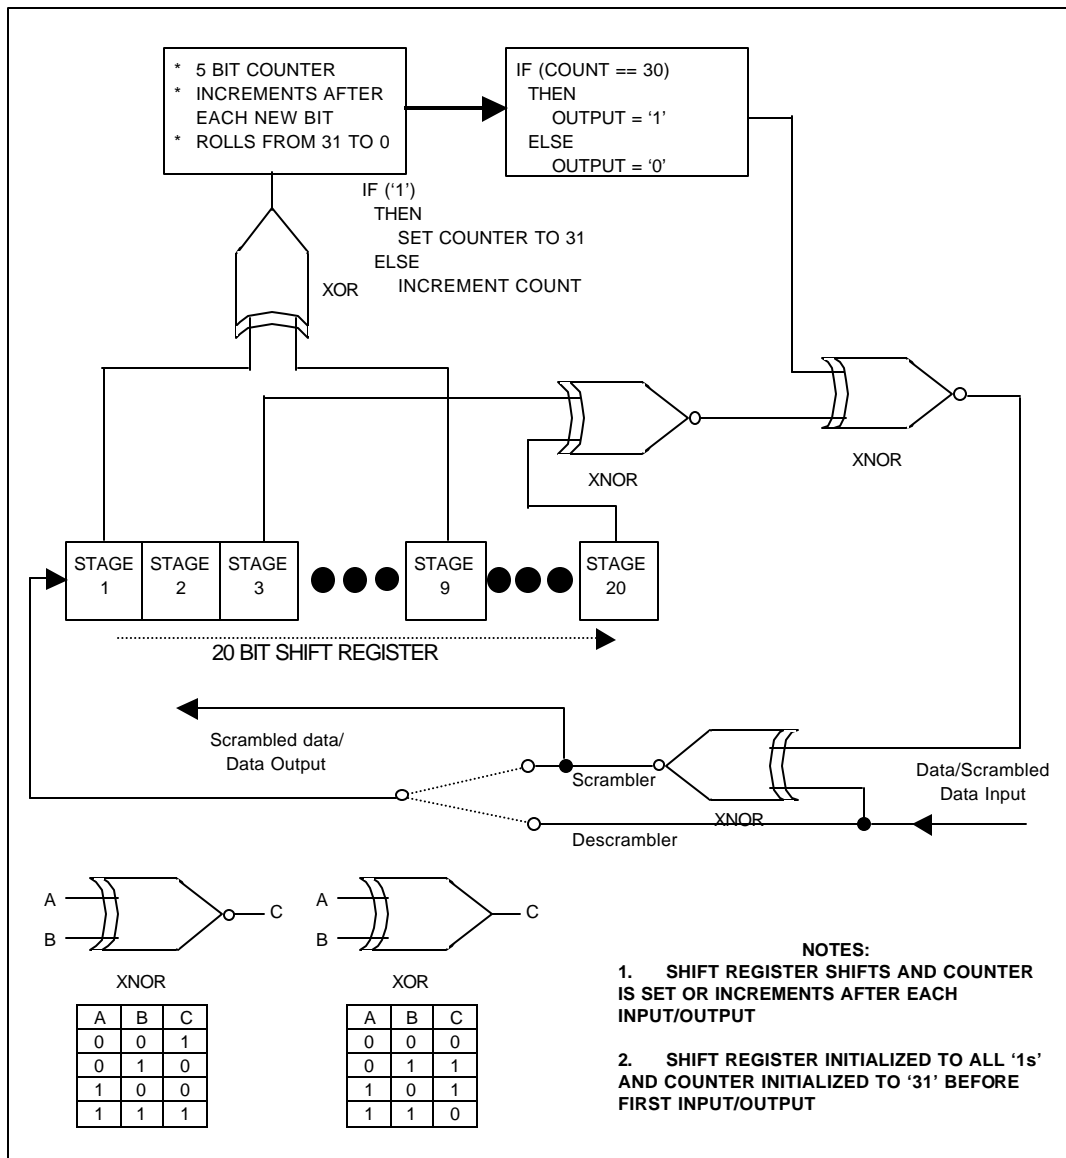 * 5 BIT COUNTER
* INCREMENTS AFTER
EACH NEW BIT
* ROLLS FROM 31 TO 0
IF (COUNT == 30)
THEN
OUTPUT = ‘1’
ELSE
OUTPUT = ‘0’
IF (‘1’)
THEN
SET COUNTER TO 31
ELSE
INCREMENT COUNT
XOR
XNOR
XNOR
STAGE
1
STAGE
2
STAGE
3
STAGE
9
STAGE
20
20 BIT SHIFT REGISTER
Scrambled data/
Data Output
Scrambler
Data/Scrambled
Data Input
XNOR
Descrambler
A
B
C
XNOR
A B C
0 0 1
0 1 0
1 0 0
1 1 1
A
B
C
XOR
A B C
0 0 0
0 1 1
1 0 1
1 1 0
NOTES:
1. SHIFT REGISTER SHIFTS AND COUNTER
IS SET OR INCREMENTS AFTER EACH
INPUT/OUTPUT
2. SHIFT REGISTER INITIALIZED TO ALL ‘1s’
AND COUNTER INITIALIZED TO ‘31’ BEFORE
FIRST INPUT/OUTPUT